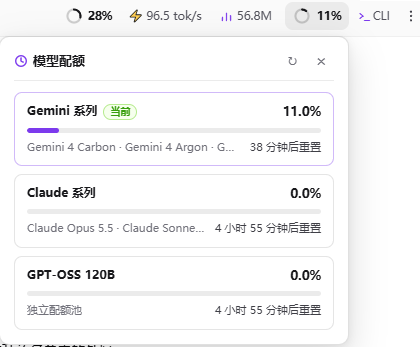 28% 96.5 tok/s 56.8M 11% >_CLI
模型配额
Gemini 系列 当前 11.0%
Gemini 4 Carbon · Gemini 4 Argon · G... 38 分钟后重置
Claude 系列 0.0%
Claude Opus 5.5 · Claude Sonne... 4 小时 55 分钟后重置
GPT-OSS 120B 0.0%
独立配额池 4 小时 55 分钟后重置